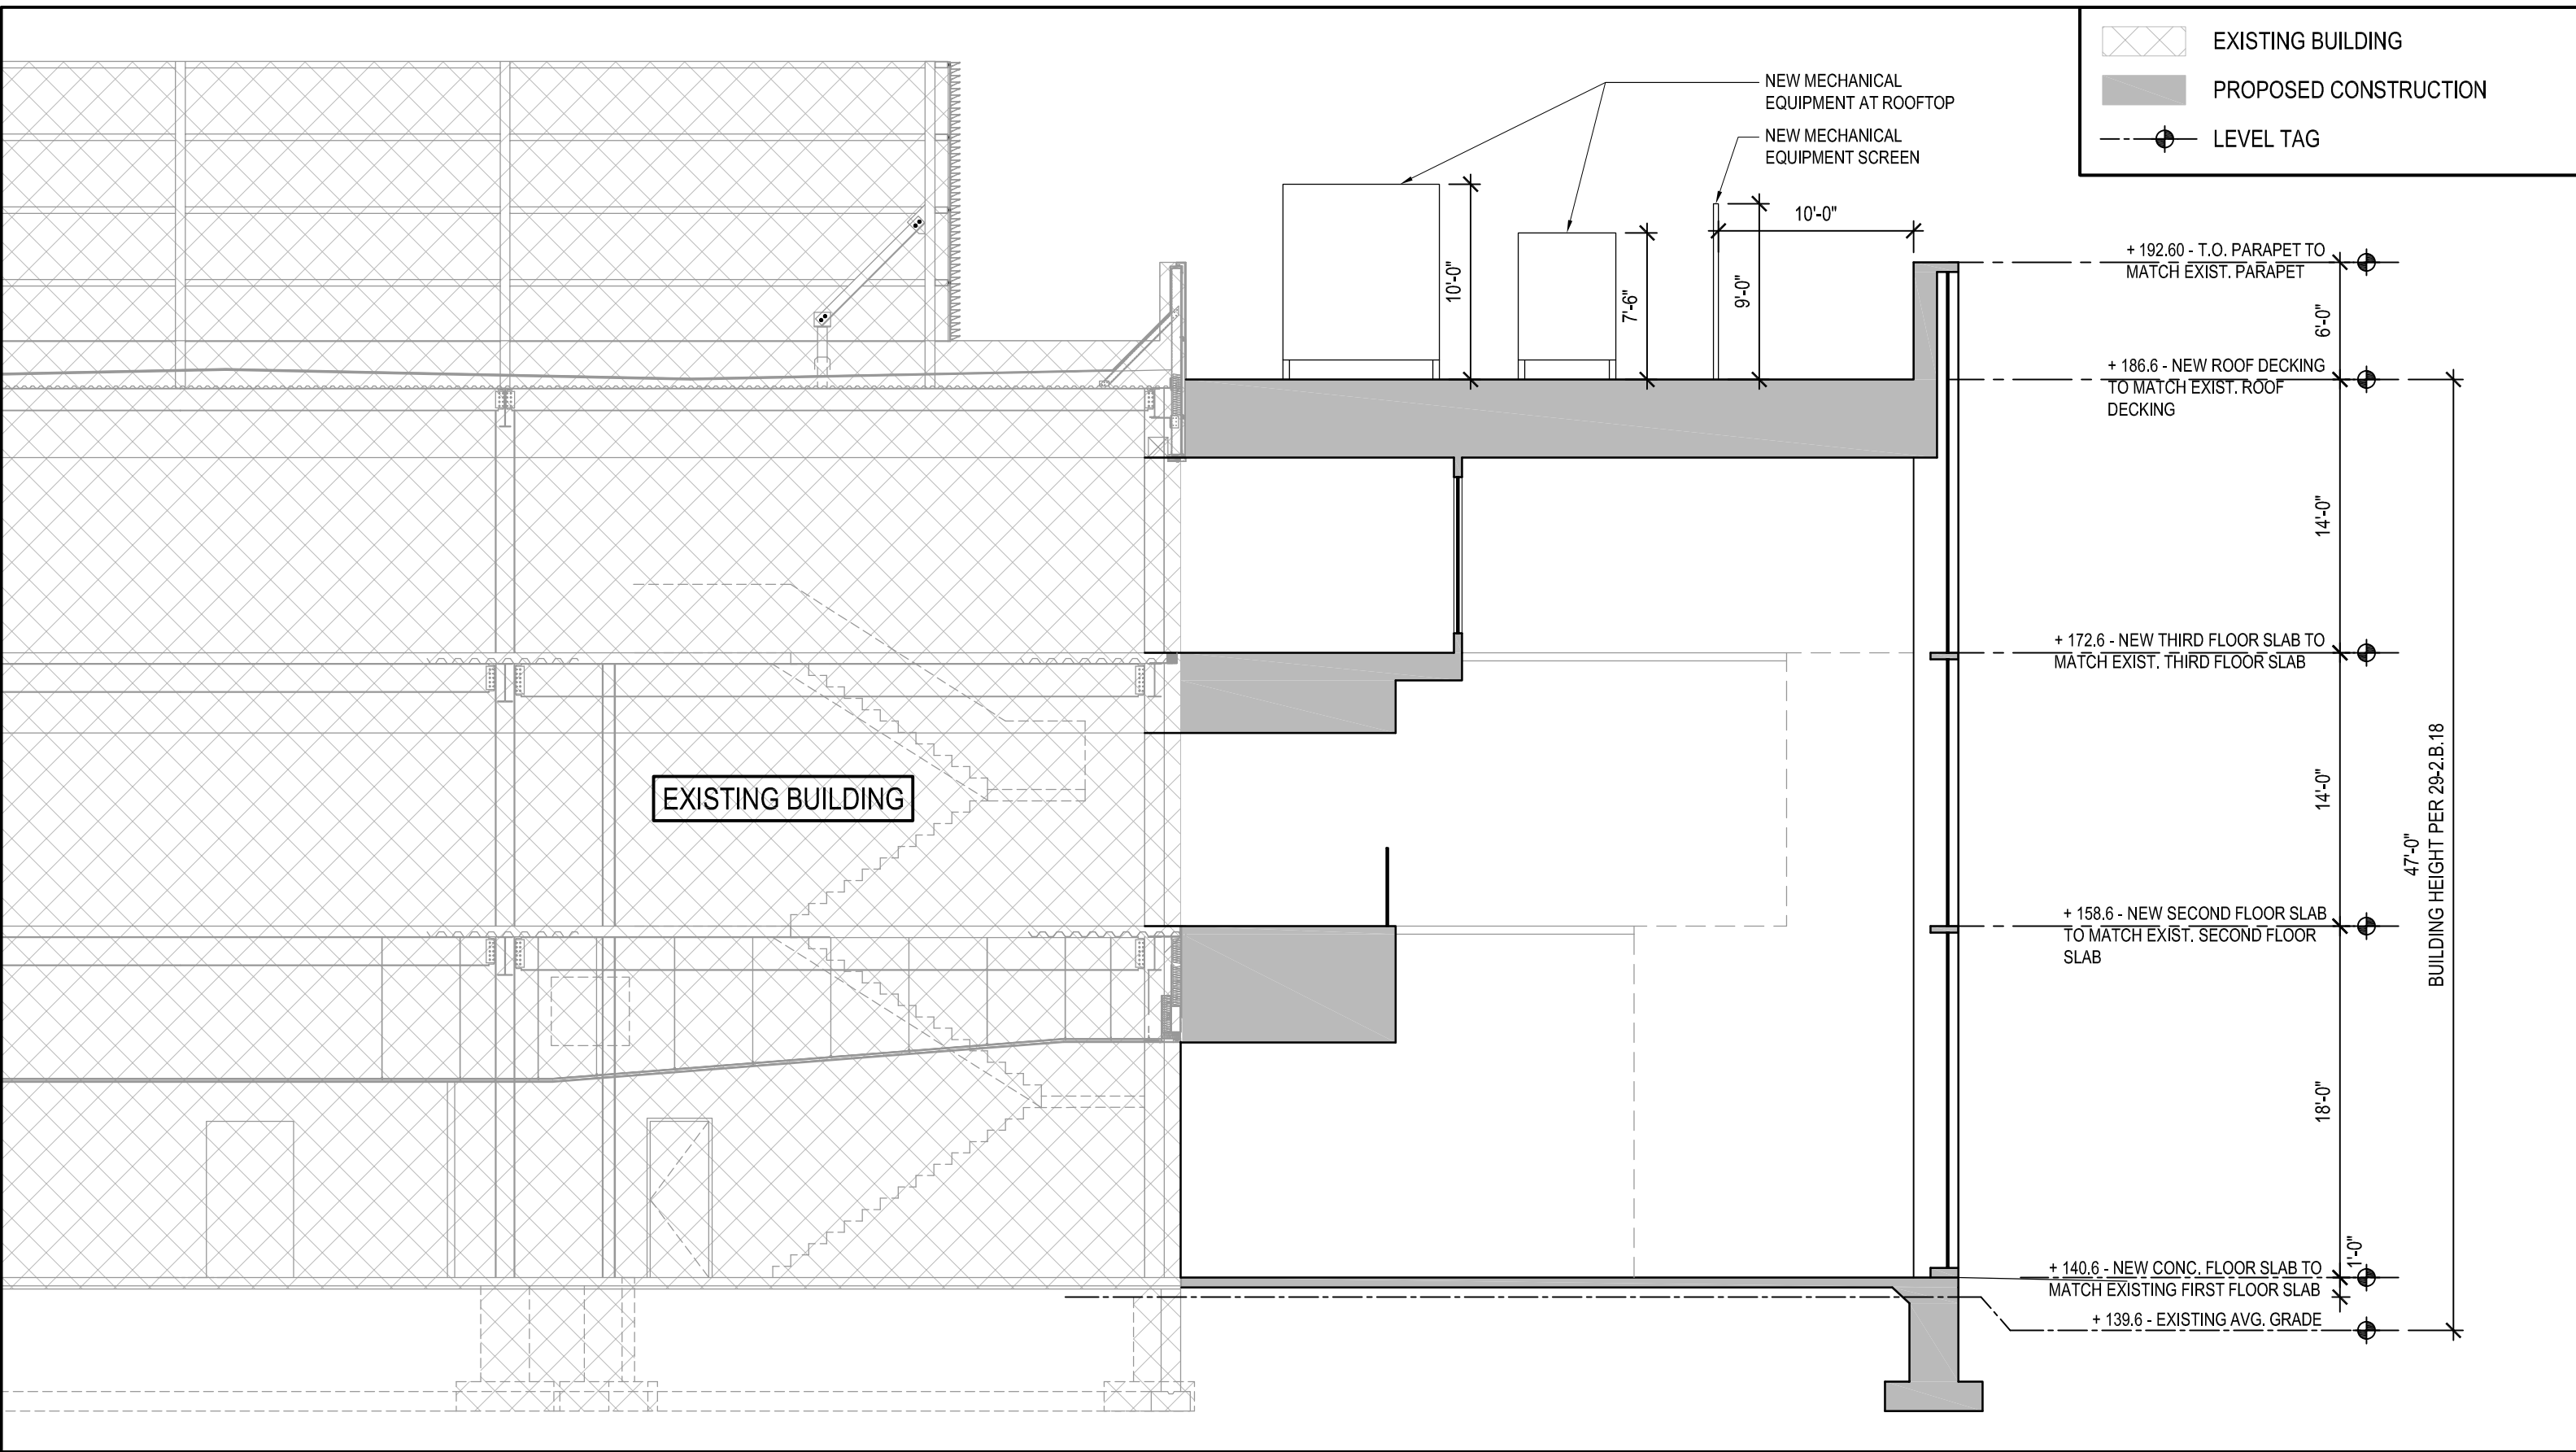 EXISTING BUILDING
PROPOSED CONSTRUCTION
LEVEL TAG
NEW MECHANICAL
EQUIPMENT AT ROOFTOP
NEW MECHANICAL
EQUIPMENT SCREEN
10'-0"
10'-0"
7'-6"
9'-0"
+ 192.60 - T.O. PARAPET TO
MATCH EXIST. PARAPET
6'-0"
+ 186.6 - NEW ROOF DECKING
TO MATCH EXIST. ROOF
DECKING
14'-0"
+ 172.6 - NEW THIRD FLOOR SLAB TO
MATCH EXIST. THIRD FLOOR SLAB
14'-0"
EXISTING BUILDING
47'-0"
BUILDING HEIGHT PER 29-2.B.18
+ 158.6 - NEW SECOND FLOOR SLAB
TO MATCH EXIST. SECOND FLOOR
SLAB
18'-0"
1'-0"
+ 140.6 - NEW CONC. FLOOR SLAB TO
MATCH EXISTING FIRST FLOOR SLAB
+ 139.6 - EXISTING AVG. GRADE